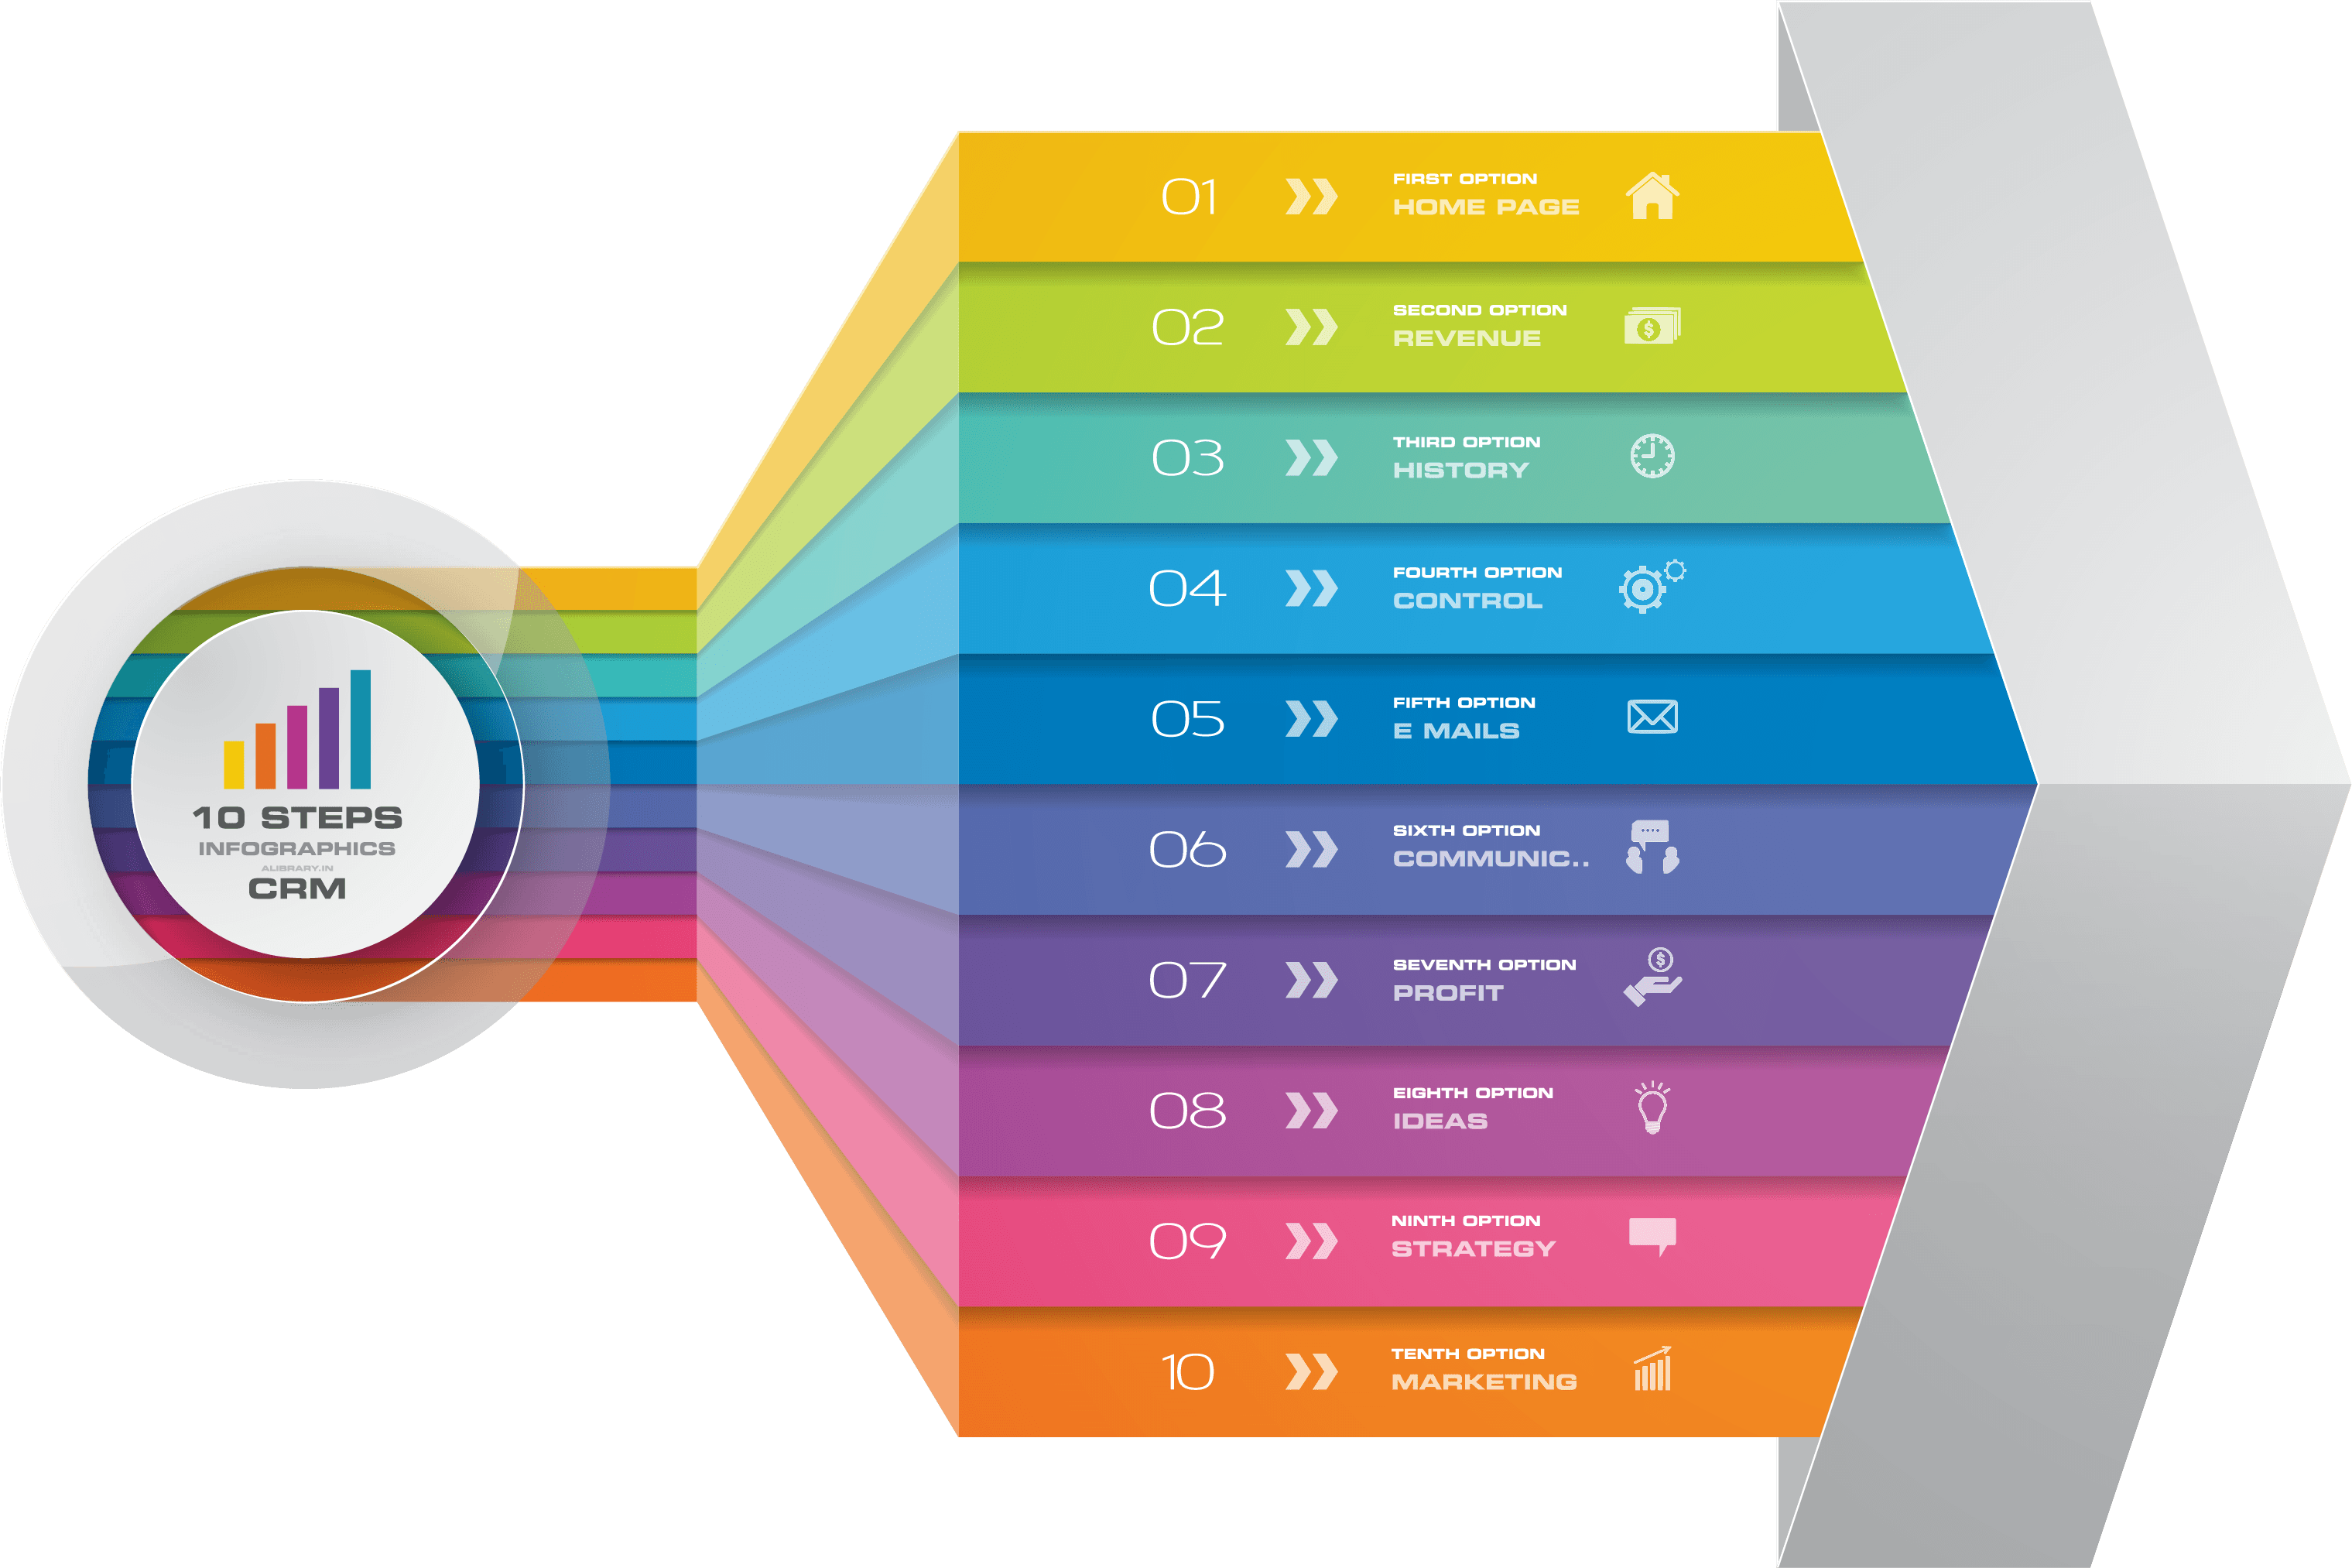 10 STEPS
INFOGRAPHICS
ALIBRARY.IN
CRM
01
FIRST OPTION
HOME PAGE
02
SECOND OPTION
REVENUE
$
03
THIRD OPTION
HISTORY
04
FOURTH OPTION
CONTROL
05
FIFTH OPTION
E MAILS
06
SIXTH OPTION
COMMUNIC..
07
SEVENTH OPTION
PROFIT
$
08
EIGHTH OPTION
IDEAS
09
NINTH OPTION
STRATEGY
10
TENTH OPTION
MARKETING